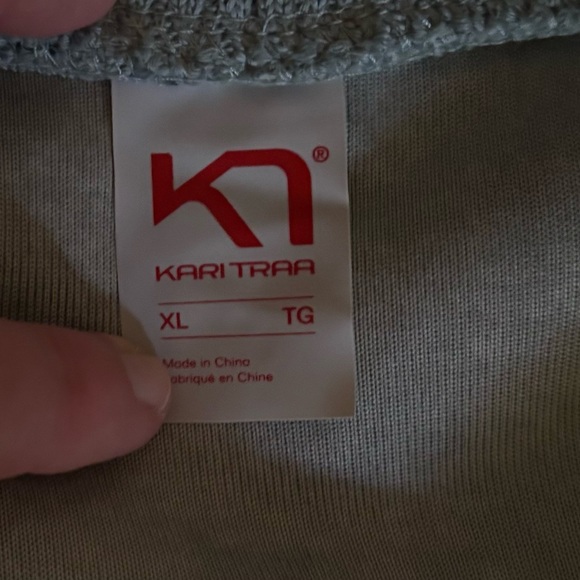 ®
KARI TRAA
XL TG
Made in China
abriqué en Chine